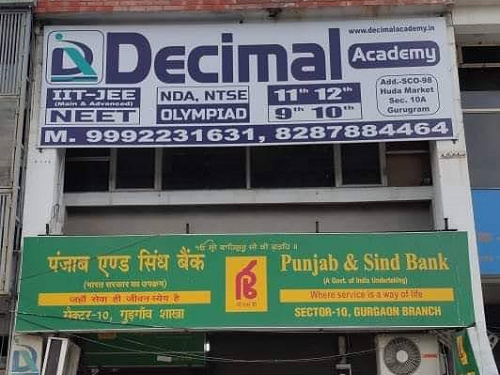 www.decimalacademy.in
Decimal Academy
IIT-JEE
(Main & Advanced)
NEET
NDA, NTSE
OLYMPIAD
11th 12th
9th 10th
Add.-SCO-98
Huda Market
Sec. 10A
Gurugram
M. 9992231631, 8287884464
पंजाब एण्ड सिंध बैंक
(भारत सरकार का उपक्रम)
जहाँ सेवा ही जीवन-ध्येय है
सेक्टर-10, गुड़गाँव शाखा
Punjab & Sind Bank
(A Govt. of India Undertaking)
Where service is a way of life
SECTOR-10, GURGAON BRANCH